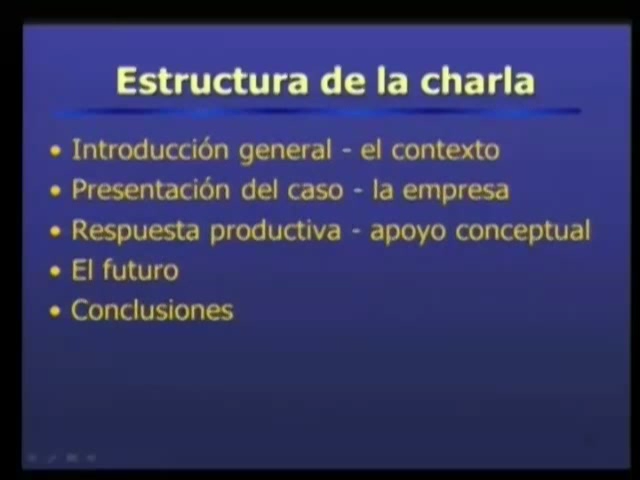 Estructura de la charla
• Introducción general - el contexto
• Presentación del caso - la empresa
• Respuesta productiva - apoyo conceptual
• El futuro
• Conclusiones